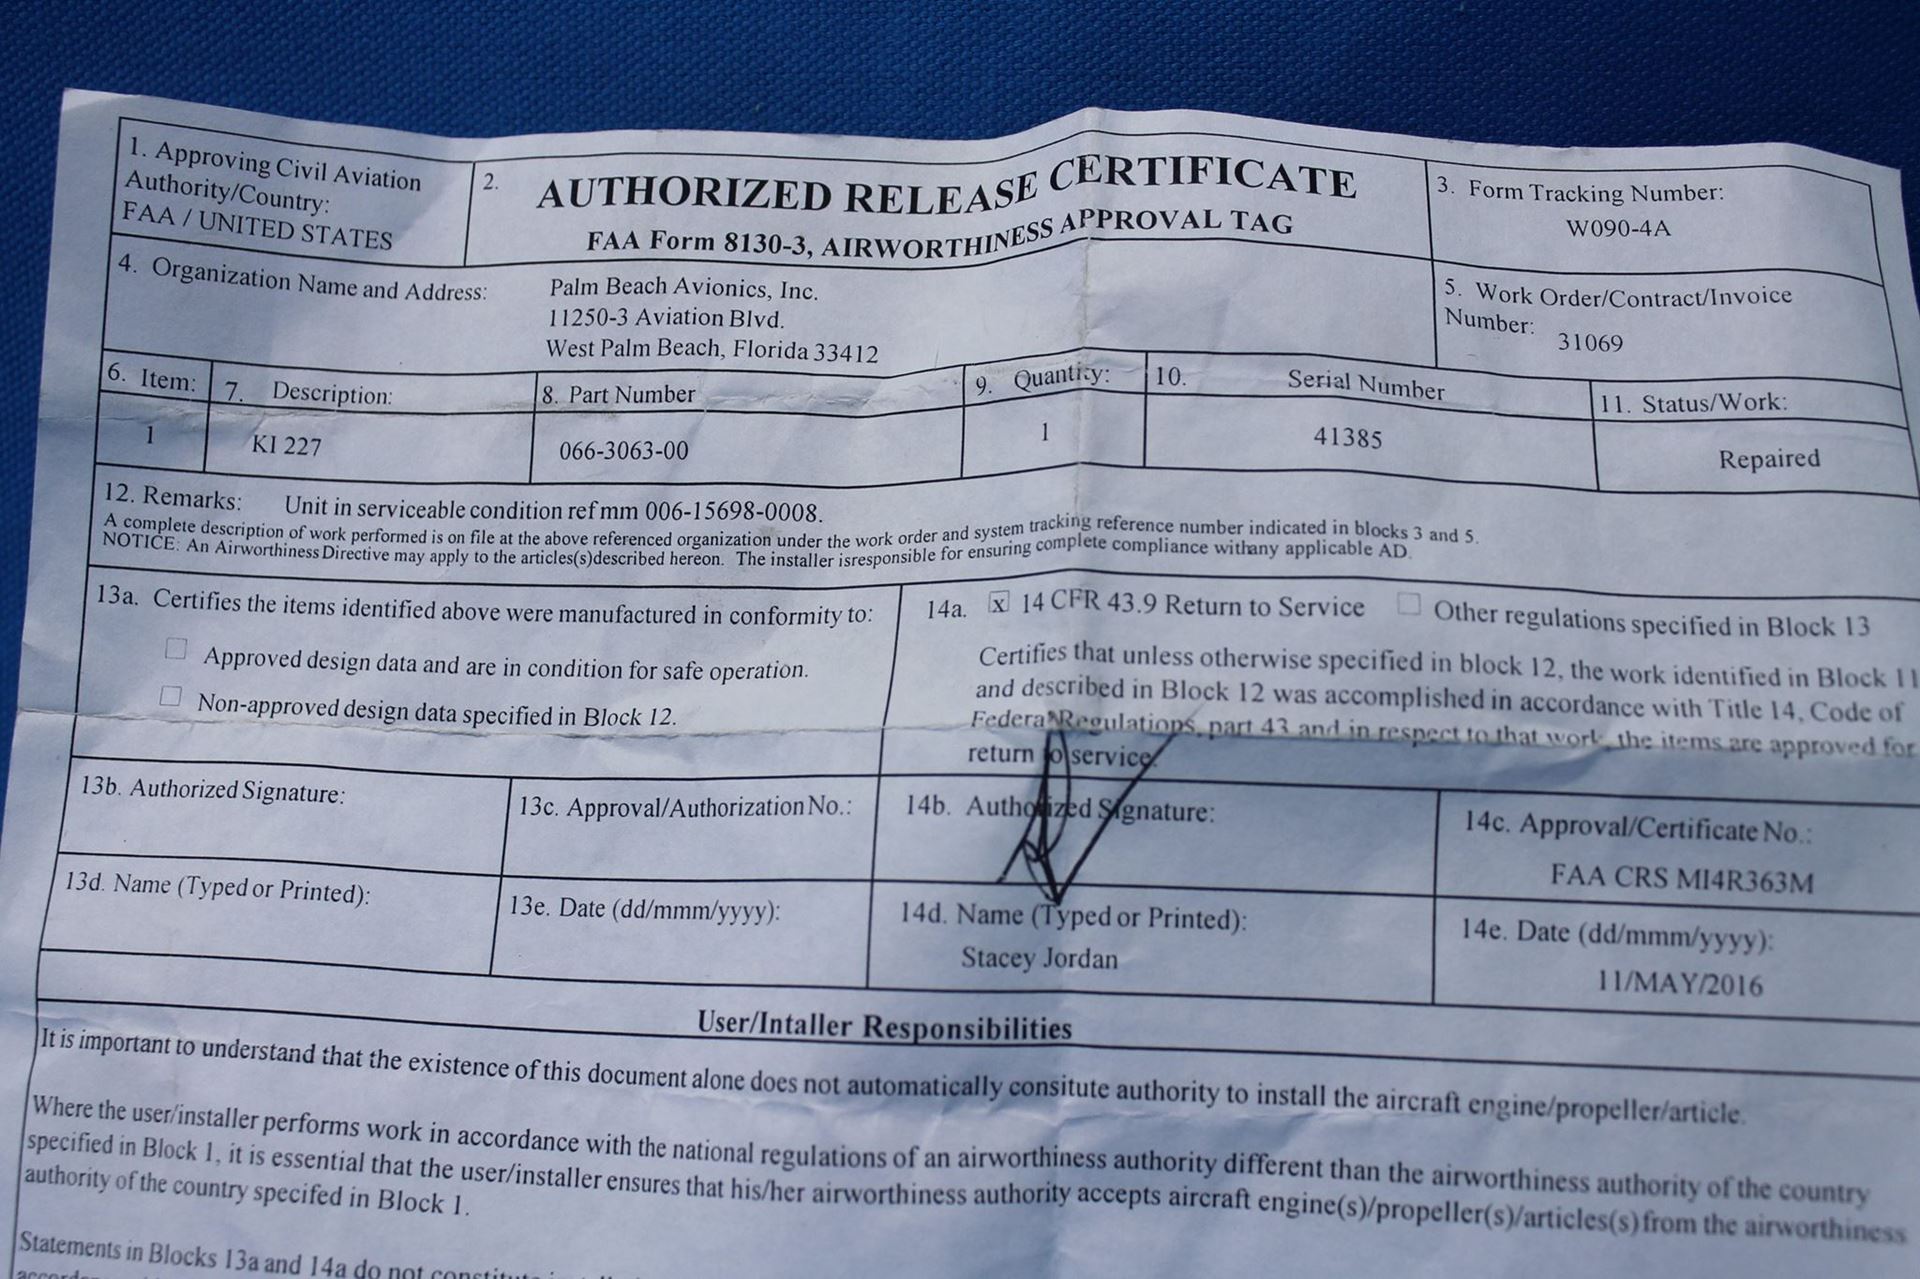 1. Approving Civil Aviation
Authority/Country:
FAA / UNITED STATES
2.
AUTHORIZED RELEASE CERTIFICATE
FAA Form 8130-3, AIRWORTHINESS APPROVAL TAG
3. Form Tracking Number:
W090-4A
4. Organization Name and Address:
Palm Beach Avionics, Inc.
11250-3 Aviation Blvd.
West Palm Beach, Florida 33412
5. Work Order/Contract/Invoice
Number: 31069
6. Item:
7. Description:
8. Part Number
9. Quantity:
10. Serial Number
11. Status/Work:
1
KI 227
066-3063-00
1
41385
Repaired
12. Remarks: Unit in serviceable condition ref mm 006-15698-0008.
A complete description of work performed is on file at the above referenced organization under the work order and system tracking reference number indicated in blocks 3 and 5.
NOTICE: An Airworthiness Directive may apply to the articles(s)described hereon. The installer isresponsible for ensuring complete compliance withany applicable AD.
13a. Certifies the items identified above were manufactured in conformity to:
Approved design data and are in condition for safe operation.
Non-approved design data specified in Block 12.
14a. x 14 CFR 43.9 Return to Service Other regulations specified in Block 13
Certifies that unless otherwise specified in block 12, the work identified in Block 11
and described in Block 12 was accomplished in accordance with Title 14, Code of
Federal Regulations, part 43 and in respect to that work, the items are approved for
return to service.
13b. Authorized Signature:
13c. Approval/Authorization No.:
14b. Authorized Signature:
14c. Approval/Certificate No.:
FAA CRS MI4R363M
13d. Name (Typed or Printed):
13e. Date (dd/mmm/yyyy):
14d. Name (Typed or Printed):
Stacey Jordan
14e. Date (dd/mmm/yyyy):
11/MAY/2016
User/Intaller Responsibilities
It is important to understand that the existence of this document alone does not automatically consitute authority to install the aircraft engine/propeller/article.
Where the user/installer performs work in accordance with the national regulations of an airworthiness authority different than the airworthiness authority of the country
specified in Block 1, it is essential that the user/installer ensures that his/her airworthiness authority accepts aircraft engine(s)/propeller(s)/articles(s) from the airworthiness
authority of the country specifed in Block 1.
Statements in Blocks 13a and 14a do not